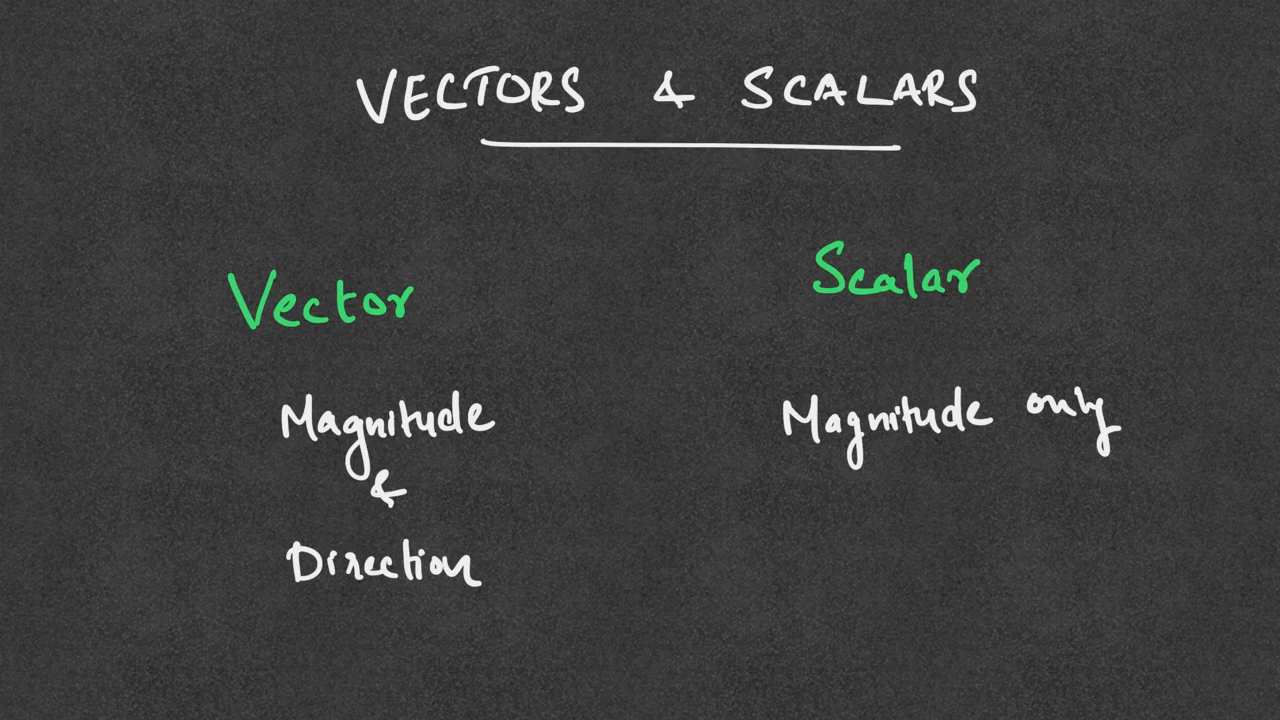 VECTORS & SCALARS
Vector
Magnitude
&
Direction
Scalar
Magnitude only